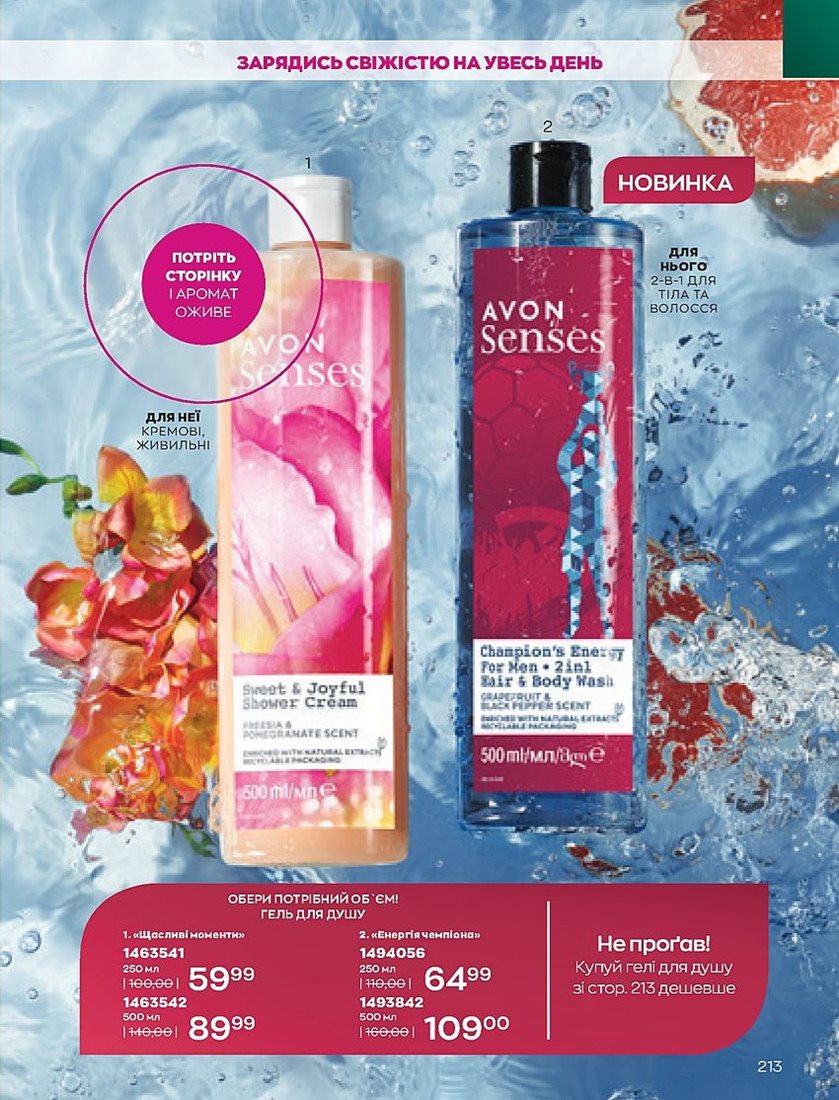 ЗАРЯДИСЬ СВІЖІСТЮ НА УВЕСЬ ДЕНЬ
1
2
НОВИНКА
ПОТРІТЬ
СТОРІНКУ
І АРОМАТ
ОЖИВЕ
ДЛЯ
НЬОГО
2-В-1 ДЛЯ
ТІЛА ТА
ВОЛОССЯ
ДЛЯ НЕЇ
КРЕМОВІ,
ЖИВИЛЬНІ
AVON
Senses
Sweet & Joyful
Shower Cream
FREESIA &
POMEGRANATE SCENT
ENRICHED WITH NATURAL EXTRACTS
RECYCLABLE PACKAGING
500 ml/мл e
AVON
Senses
Champion's Energy
For Men • 2in1
Hair & Body Wash
GRAPEFRUIT &
BLACK PEPPER SCENT
ENRICHED WITH NATURAL EXTRACTS
RECYCLABLE PACKAGING
500 ml/мл/მლ e
ОБЕРИ ПОТРІБНИЙ ОБ`ЄМ!
ГЕЛЬ ДЛЯ ДУШУ
1. «Щасливі моменти»
1463541
250 мл
|100,00| 59⁹⁹
1463542
500 мл
|140,00| 89⁹⁹
2. «Енергія чемпіона»
1494056
250 мл
|110,00| 64⁹⁹
1493842
500 мл
|160,00| 109⁰⁰
Не проґав!
Купуй гелі для душу
зі стор. 213 дешевше
213